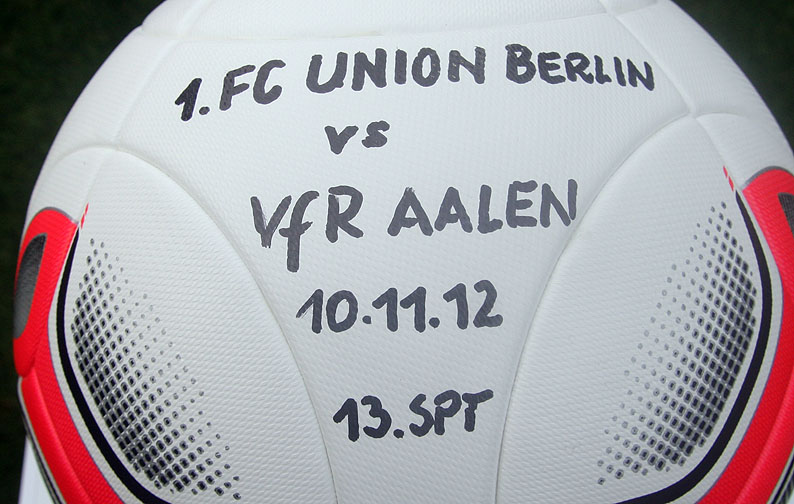 1. FC UNION BERLIN
vs
VfR AALEN
10.11.12
13. SPT